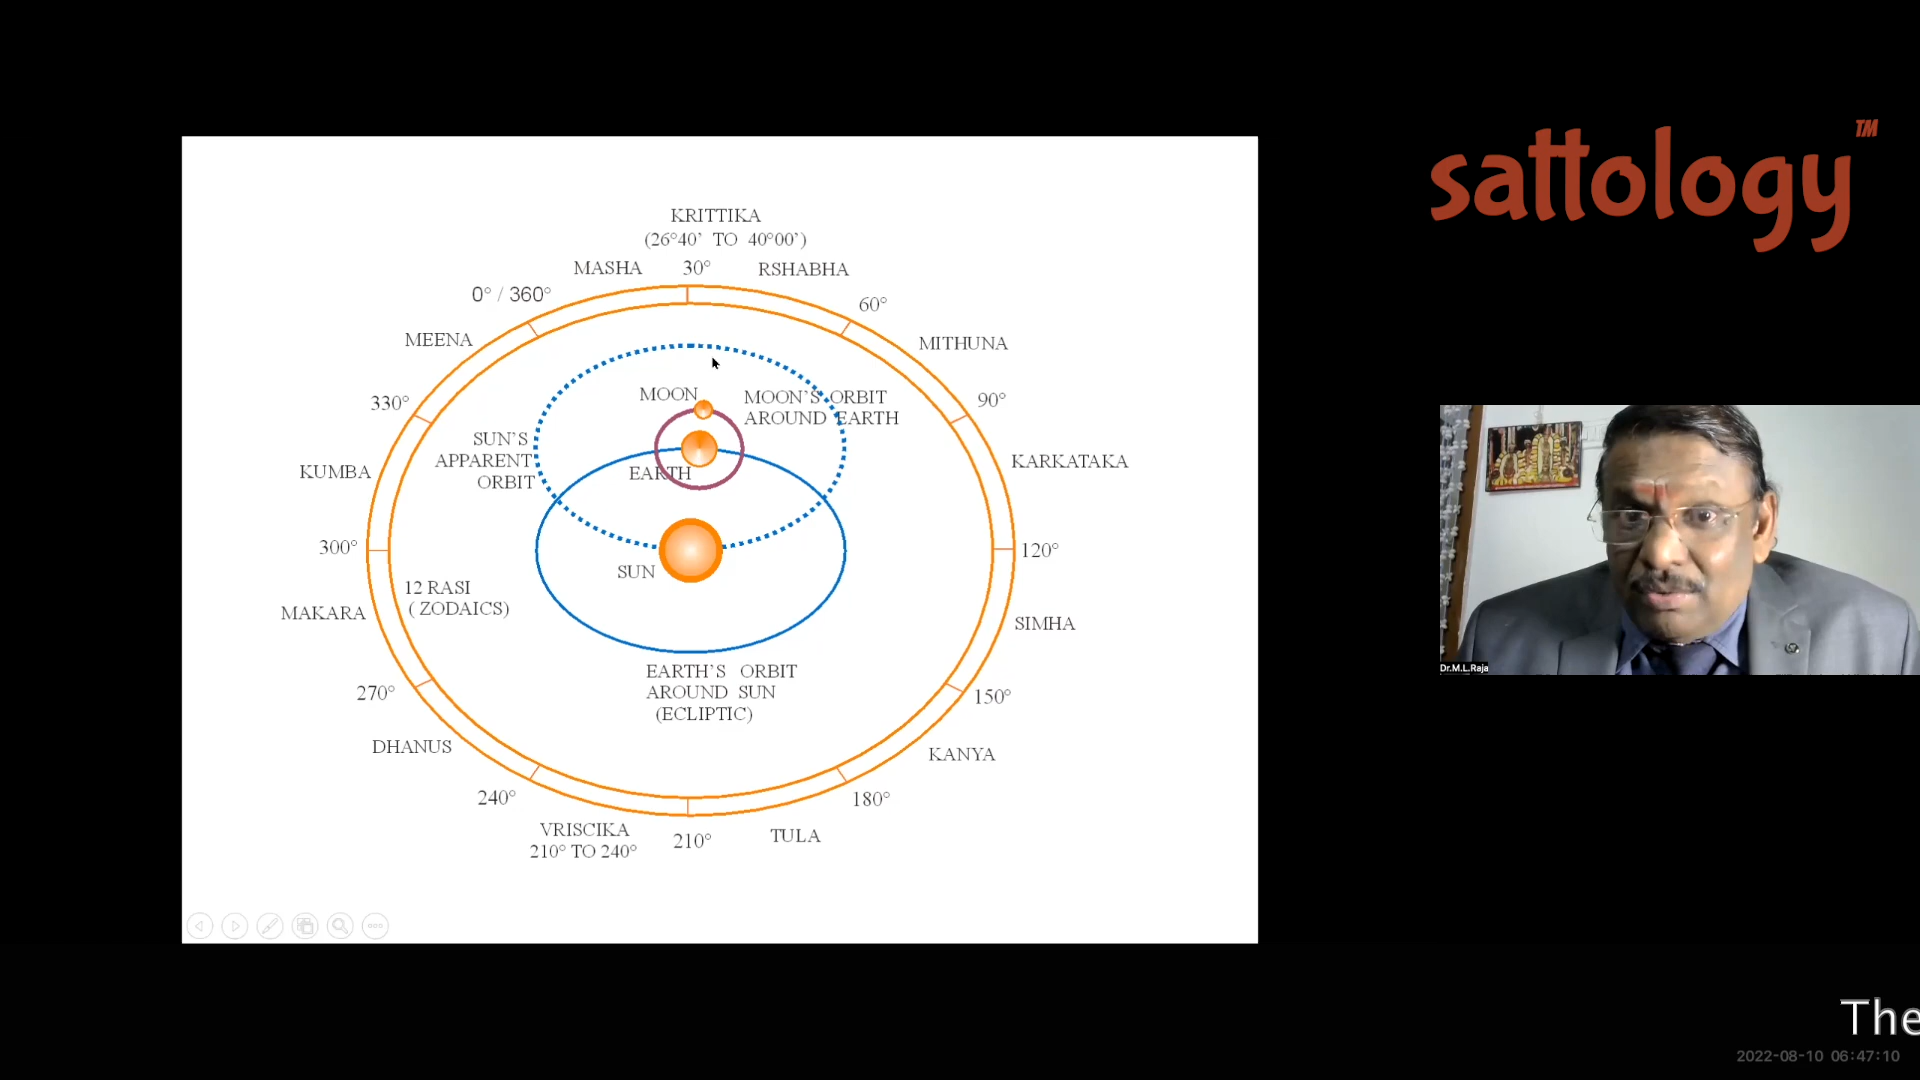 sattology™
KRITTIKA
(26°40’ TO 40°00’)
MASHA 30° RSHABHA
0° / 360°
60°
MEENA
MITHUNA
330°
90°
MOON
MOON’S ORBIT
AROUND EARTH
SUN’S
APPARENT
ORBIT
EARTH
KUMBA
KARKATAKA
300°
120°
SUN
12 RASI
( ZODAICS)
MAKARA
SIMHA
EARTH’S ORBIT
AROUND SUN
(ECLIPTIC)
270°
150°
DHANUS
KANYA
240°
180°
VRISCIKA
210° TO 240°
210°
TULA
Dr.M.L.Raja
The
2022-08-10 06:47:10